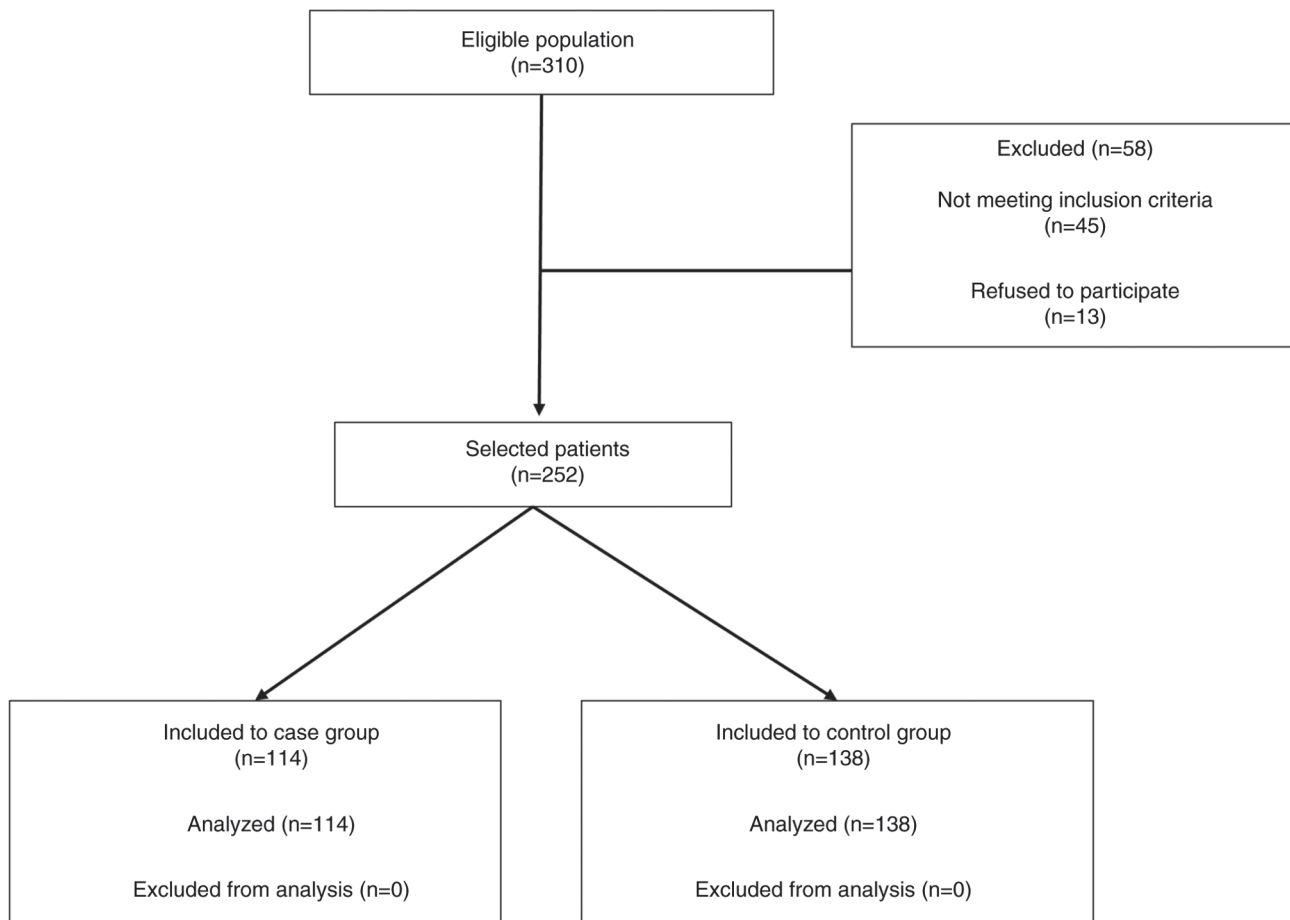 Eligible population
(n=310)
Excluded (n=58)
Not meeting inclusion criteria
(n=45)
Refused to participate
(n=13)
Selected patients
(n=252)
Included to case group
(n=114)
Analyzed (n=114)
Excluded from analysis (n=0)
Included to control group
(n=138)
Analyzed (n=138)
Excluded from analysis (n=0)